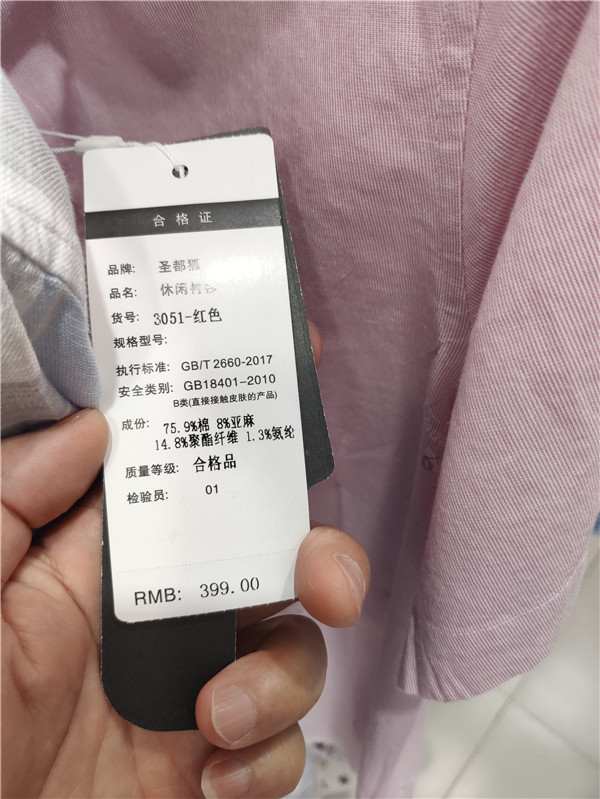 合格证
品牌: 圣都狐
品名: 休闲衬衫
货号: 3051-红色
规格型号:
执行标准: GB/T 2660-2017
安全类别: GB18401-2010
B类(直接接触皮肤的产品)
成份: 75.9%棉 8%亚麻
14.8%聚酯纤维 1.3%氨纶
质量等级: 合格品
检验员: 01
RMB: 399.00